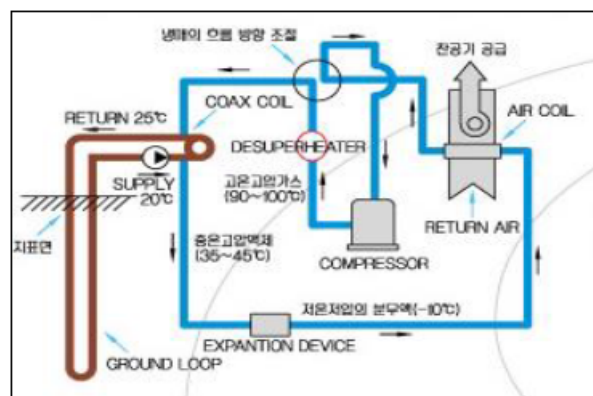 냉매의 흐름 방향 조절
찬공기 공급
RETURN 25℃
COAX COIL
AIR COIL
DESUPERHEATER
SUPPLY
20℃
고온고압가스
(90~100℃)
RETURN AIR
지표면
중온고압액체
(35~45℃)
COMPRESSOR
저온저압의 분무액(-10℃)
EXPANTION DEVICE
GROUND LOOP